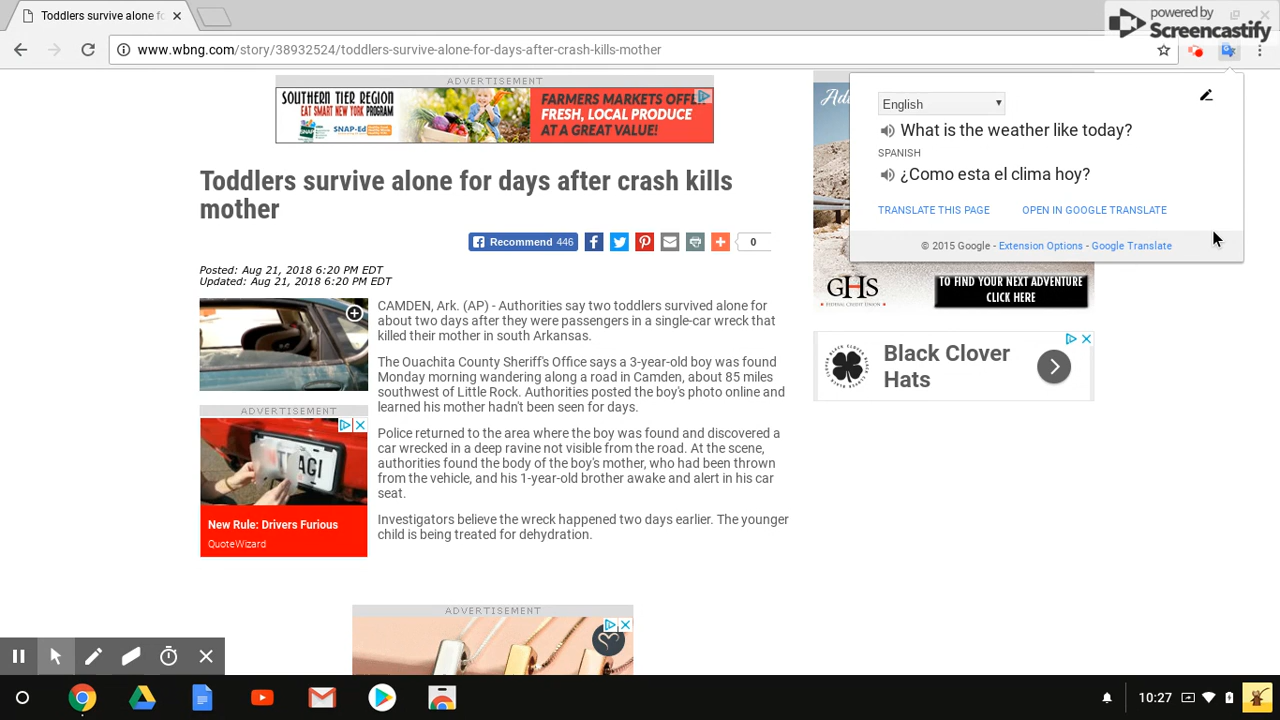 Toddlers survive alone fo
powered by
Screencastify
www.wbng.com/story/38932524/toddlers-survive-alone-for-days-after-crash-kills-mother
ADVERTISEMENT
SOUTHERN TIER REGION
EAT SMART NEW YORK PROGRAM
SNAP-Ed
FARMERS MARKETS OFFE
FRESH, LOCAL PRODUCE
AT A GREAT VALUE!
Toddlers survive alone for days after crash kills
mother
Recommend 446
0
Posted: Aug 21, 2018 6:20 PM EDT
Updated: Aug 21, 2018 6:20 PM EDT
CAMDEN, Ark. (AP) - Authorities say two toddlers survived alone for
about two days after they were passengers in a single-car wreck that
killed their mother in south Arkansas.
The Ouachita County Sheriff's Office says a 3-year-old boy was found
Monday morning wandering along a road in Camden, about 85 miles
southwest of Little Rock. Authorities posted the boy's photo online and
learned his mother hadn't been seen for days.
Police returned to the area where the boy was found and discovered a
car wrecked in a deep ravine not visible from the road. At the scene,
authorities found the body of the boy's mother, who had been thrown
from the vehicle, and his 1-year-old brother awake and alert in his car
seat.
Investigators believe the wreck happened two days earlier. The younger
child is being treated for dehydration.
ADVERTISEMENT
AGI
New Rule: Drivers Furious
QuoteWizard
ADVERTISEMENT
English
What is the weather like today?
SPANISH
¿Como esta el clima hoy?
TRANSLATE THIS PAGE
OPEN IN GOOGLE TRANSLATE
© 2015 Google - Extension Options - Google Translate
Ad
GHS
FEDERAL CREDIT UNION
TO FIND YOUR NEXT ADVENTURE
CLICK HERE
Black Clover
Hats
10:27